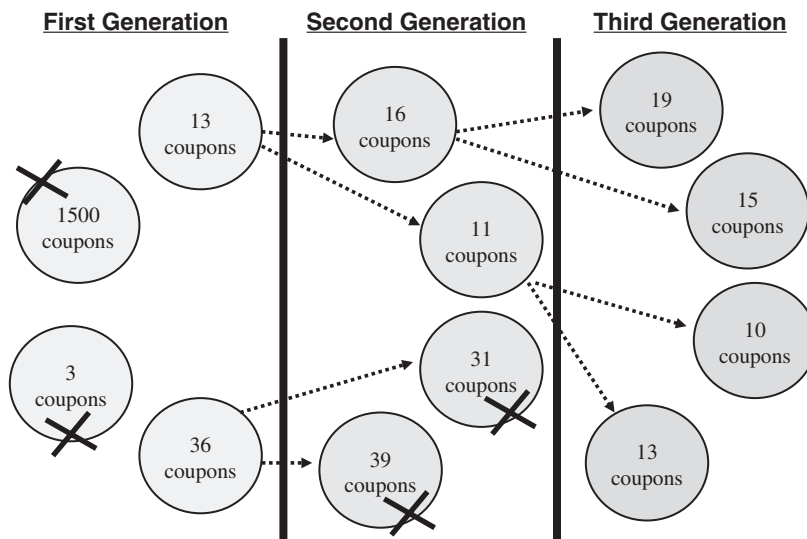 First Generation
Second Generation
Third Generation
13
coupons
16
coupons
19
coupons
1500
coupons
15
coupons
11
coupons
3
coupons
31
coupons
10
coupons
36
coupons
39
coupons
13
coupons